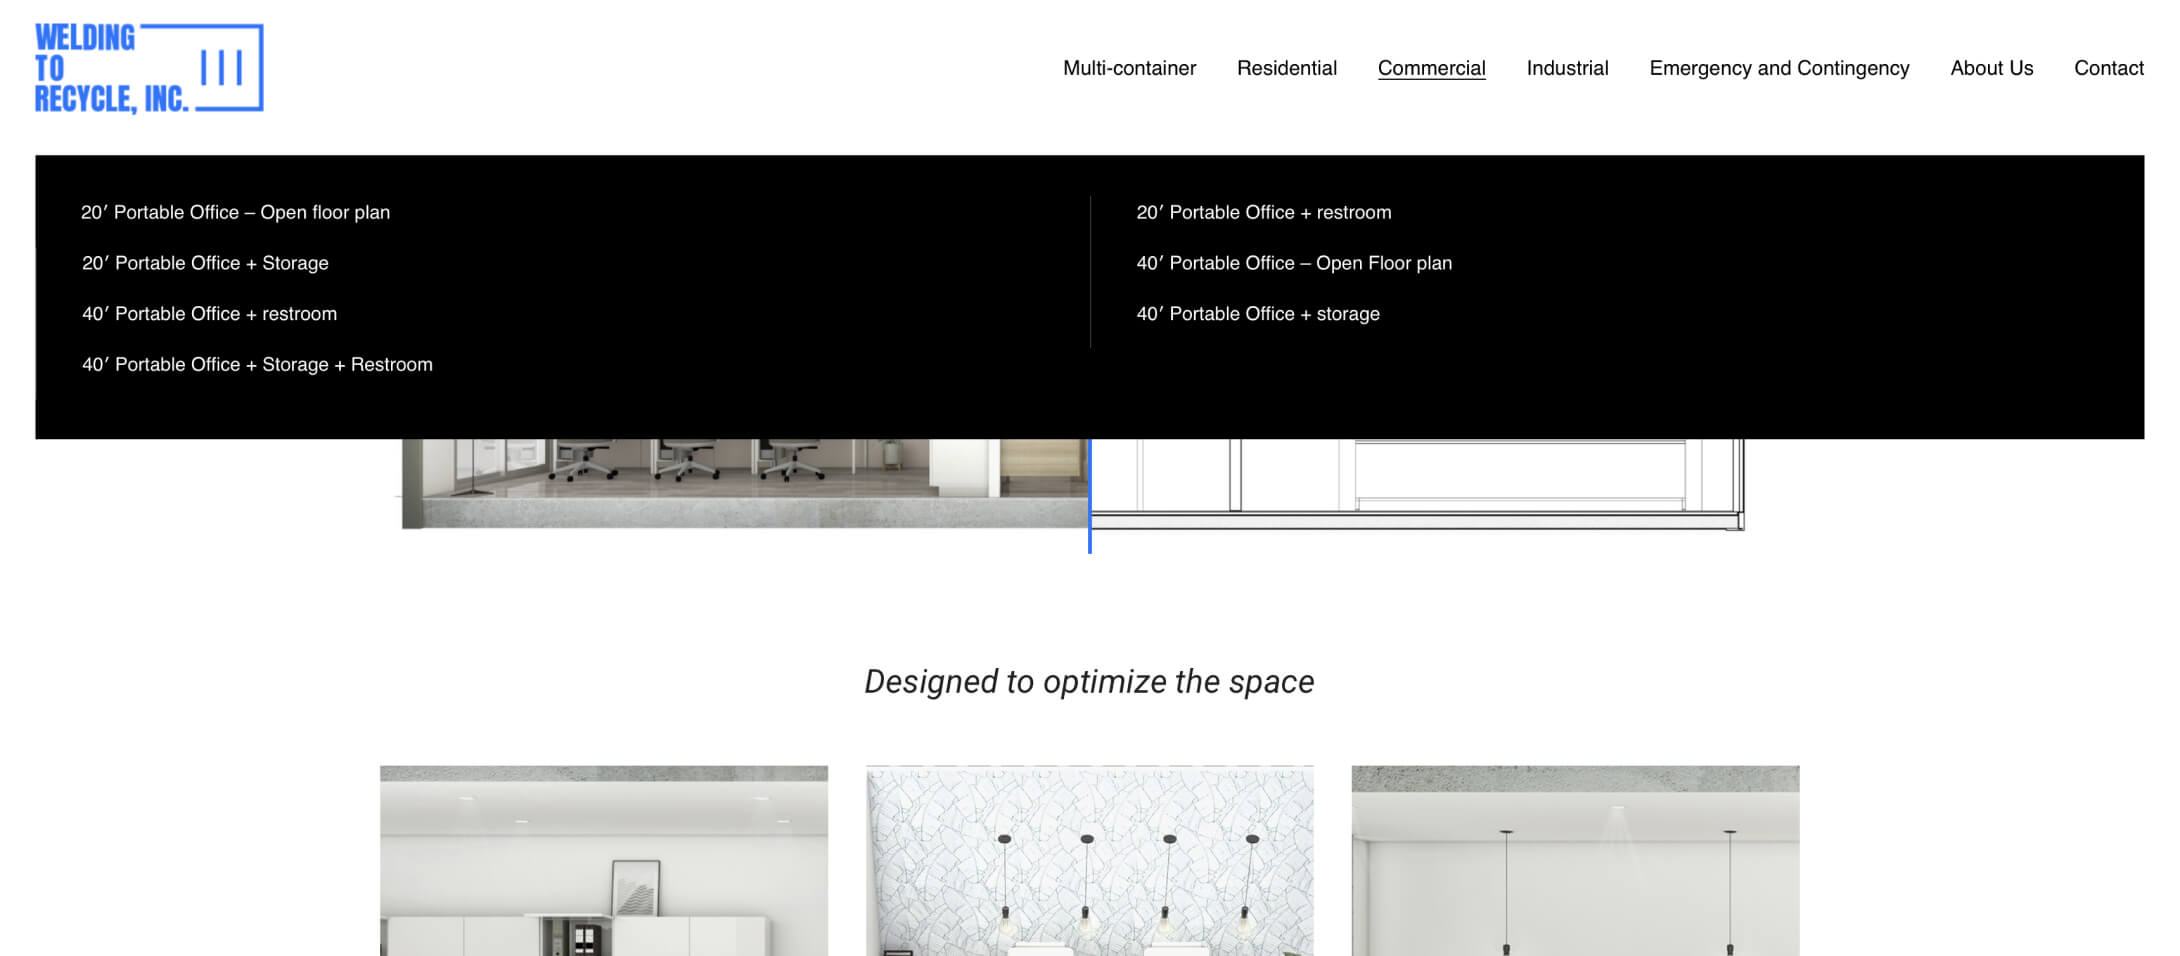 WELDING
TO
RECYCLE, INC.
Multi-container Residential Commercial Industrial Emergency and Contingency About Us Contact
20′ Portable Office – Open floor plan
20′ Portable Office + restroom
20′ Portable Office + Storage
40′ Portable Office – Open Floor plan
40′ Portable Office + restroom
40′ Portable Office + storage
40′ Portable Office + Storage + Restroom
Designed to optimize the space